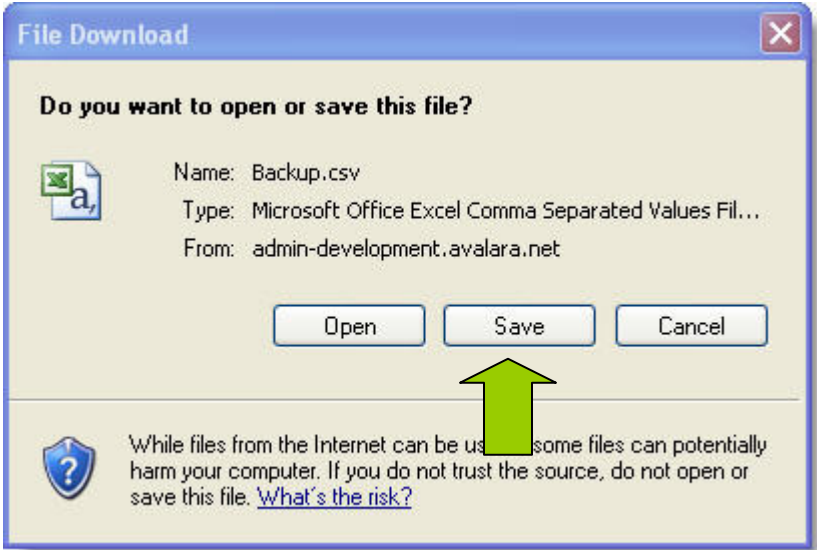 File Download
Do you want to open or save this file?
Name: Backup.csv
Type: Microsoft Office Excel Comma Separated Values Fil...
From: admin-development.avalara.net
Open Save Cancel
While files from the Internet can be some files can potentially
harm your computer. If you do not trust the source, do not open or
save this file. What's the risk?